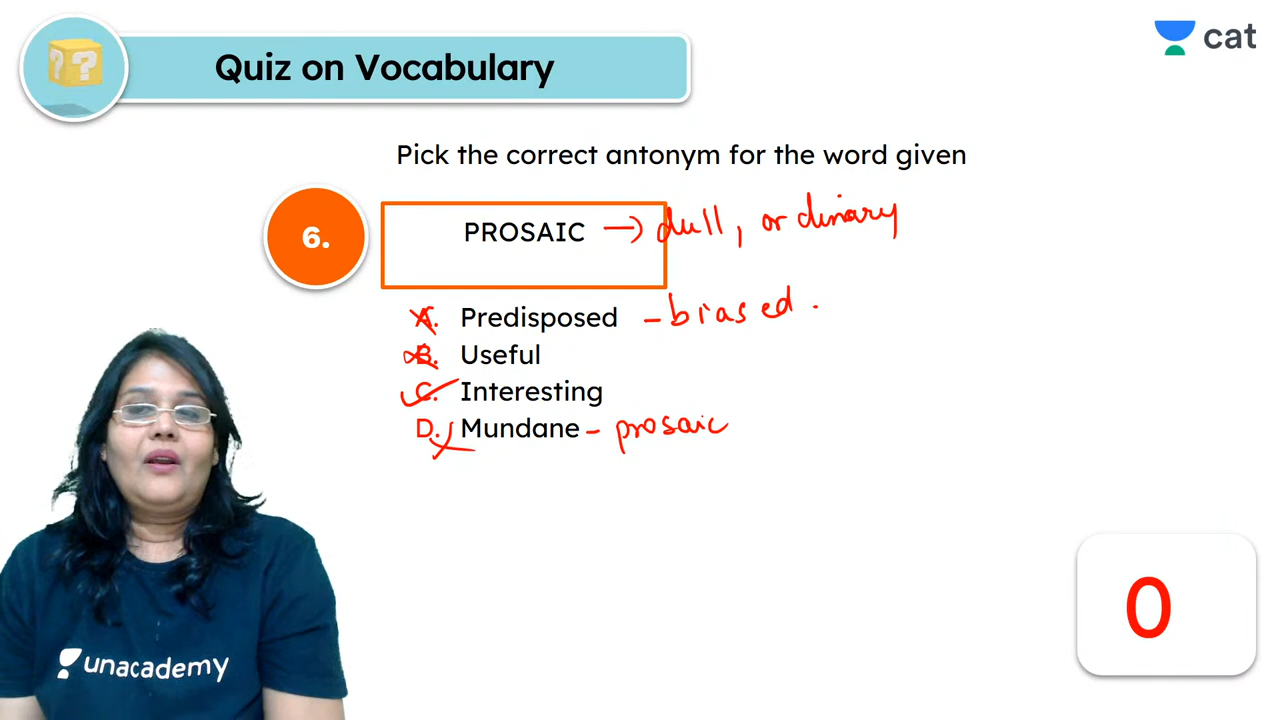 Quiz on Vocabulary
cat
Pick the correct antonym for the word given
6.
PROSAIC → dull, ordinary
A. Predisposed - biased.
B. Useful
C. Interesting
D. Mundane - prosaic
unacademy
0